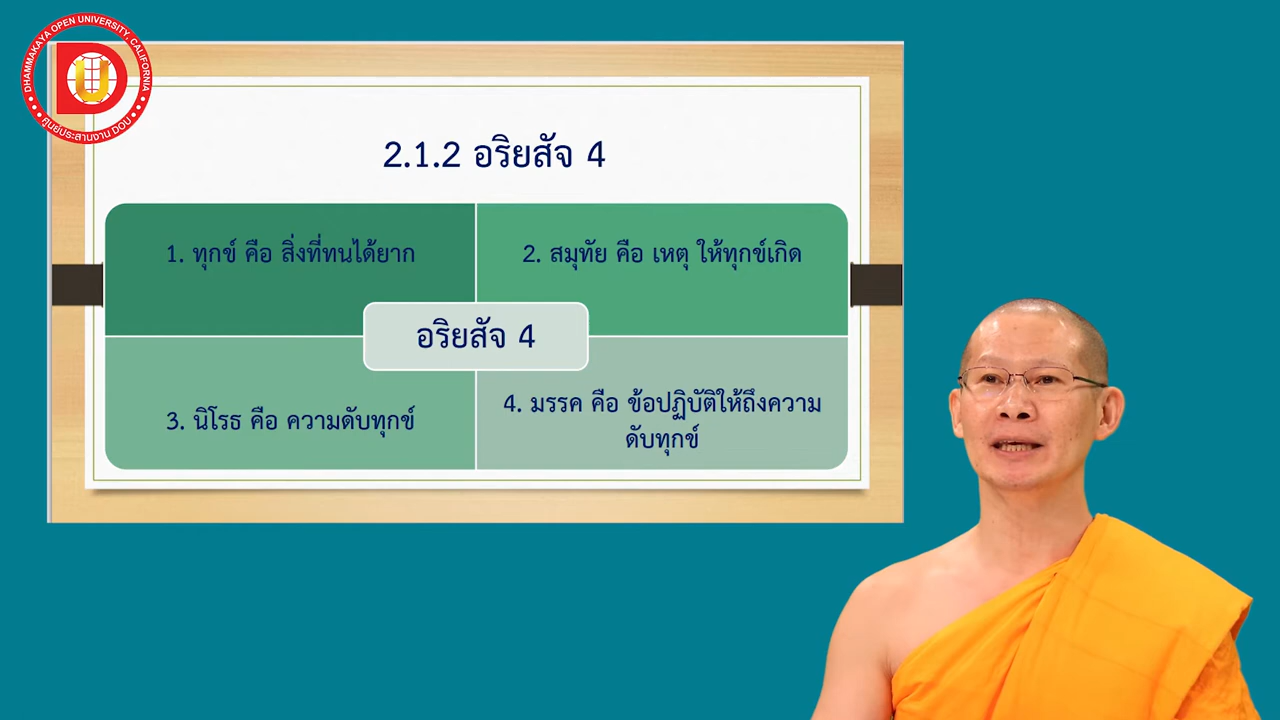 DHAMMAKAYA OPEN UNIVERSITY, CALIFORNIA
DU
ศูนย์ประสานงาน DOU
2.1.2 อริยสัจ 4
1. ทุกข์ คือ สิ่งที่ทนได้ยาก
2. สมุทัย คือ เหตุ ให้ทุกข์เกิด
อริยสัจ 4
3. นิโรธ คือ ความดับทุกข์
4. มรรค คือ ข้อปฏิบัติให้ถึงความ
ดับทุกข์